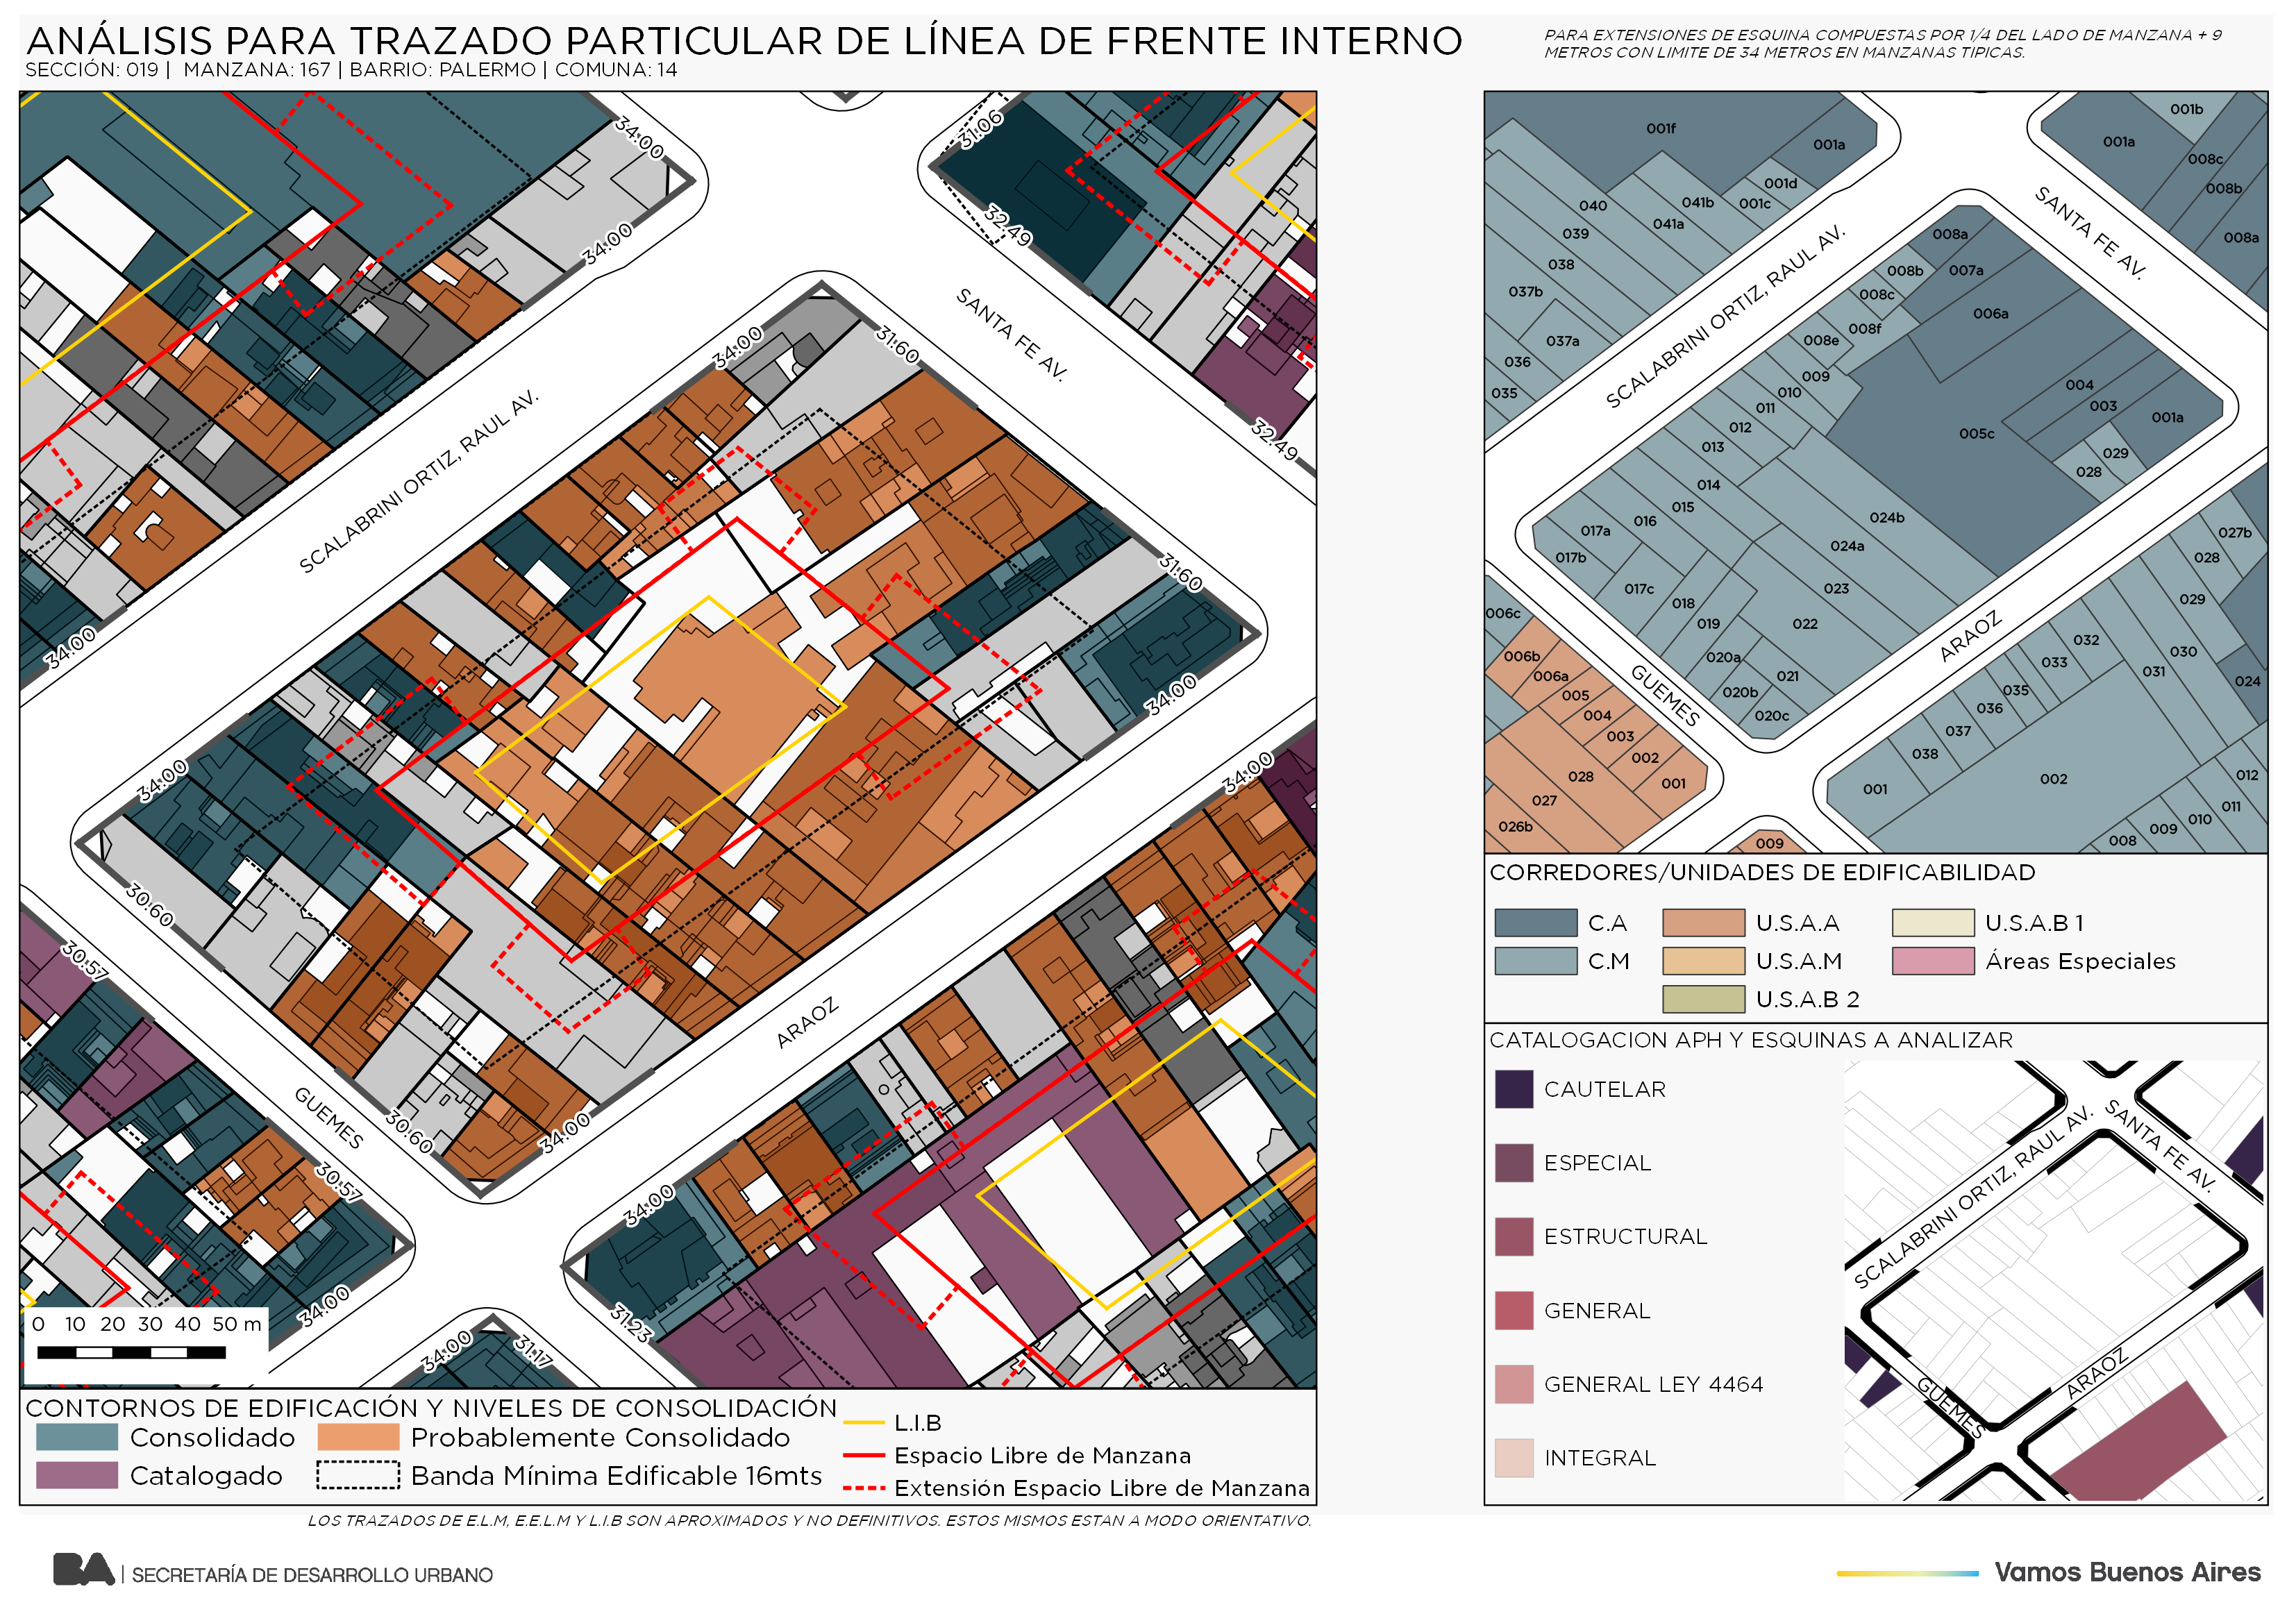 ANÁLISIS PARA TRAZADO PARTICULAR DE LÍNEA DE FRENTE INTERNO
SECCIÓN: 019 | MANZANA: 167 | BARRIO: PALERMO | COMUNA: 14
PARA EXTENSIONES DE ESQUINA COMPUESTAS POR 1/4 DEL LADO DE MANZANA + 9
METROS CON LIMITE DE 34 METROS EN MANZANAS TIPICAS.
34:00
31:06
34:00
32:49
SANTA FE AV.
34:00
31:60
32:49
SCALABRINI ORTIZ, RAUL AV.
34:00
31:60
34:00
34:00
34:00
30:60
30:57
ARAOZ
GUEMES
30:60
34:00
30:57
34:00
34:00
31:23
34:00
31:17
0 10 20 30 40 50 m
CONTORNOS DE EDIFICACIÓN Y NIVELES DE CONSOLIDACIÓN
Consolidado
Probablemente Consolidado
Catalogado
Banda Mínima Edificable 16mts
L.I.B
Espacio Libre de Manzana
Extensión Espacio Libre de Manzana
LOS TRAZADOS DE E.L.M, E.E.L.M Y L.I.B SON APROXIMADOS Y NO DEFINITIVOS. ESTOS MISMOS ESTAN A MODO ORIENTATIVO.
001f
001a
001b
001a
008c
008b
008a
001d
001c
041b
041a
040
039
038
037b
037a
036
035
SCALABRINI ORTIZ, RAUL AV.
SANTA FE AV.
008a
007a
008b
008c
006a
008f
008e
009
010
011
012
013
014
015
016
017a
017b
017c
018
019
020a
020b
020c
021
022
023
024a
024b
005c
004
003
001a
029
028
GUEMES
ARAOZ
006c
006b
006a
005
004
003
002
001
028
027
026b
009
027b
028
029
030
031
024
032
033
035
036
037
038
001
002
012
011
010
009
008
CORREDORES/UNIDADES DE EDIFICABILIDAD
C.A
U.S.A.A
U.S.A.B 1
C.M
U.S.A.M
Áreas Especiales
U.S.A.B 2
CATALOGACION APH Y ESQUINAS A ANALIZAR
CAUTELAR
ESPECIAL
ESTRUCTURAL
GENERAL
GENERAL LEY 4464
INTEGRAL
SCALABRINI ORTIZ, RAUL AV.
SANTA FE AV.
GUEMES
ARAOZ
BA | SECRETARÍA DE DESARROLLO URBANO
Vamos Buenos Aires